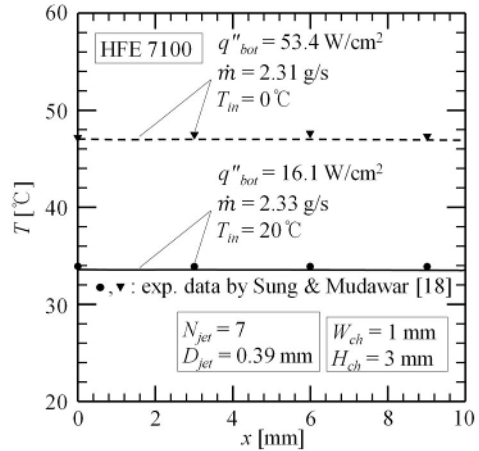 60
50
40
30
20
T [℃]
HFE 7100
q"bot = 53.4 W/cm²
ṁ = 2.31 g/s
Tin = 0℃
q"bot = 16.1 W/cm²
ṁ = 2.33 g/s
Tin = 20℃
●,▼: exp. data by Sung & Mudawar [18]
Njet = 7
Djet = 0.39 mm
Wch = 1 mm
Hch = 3 mm
0 2 4 6 8 10
x [mm]